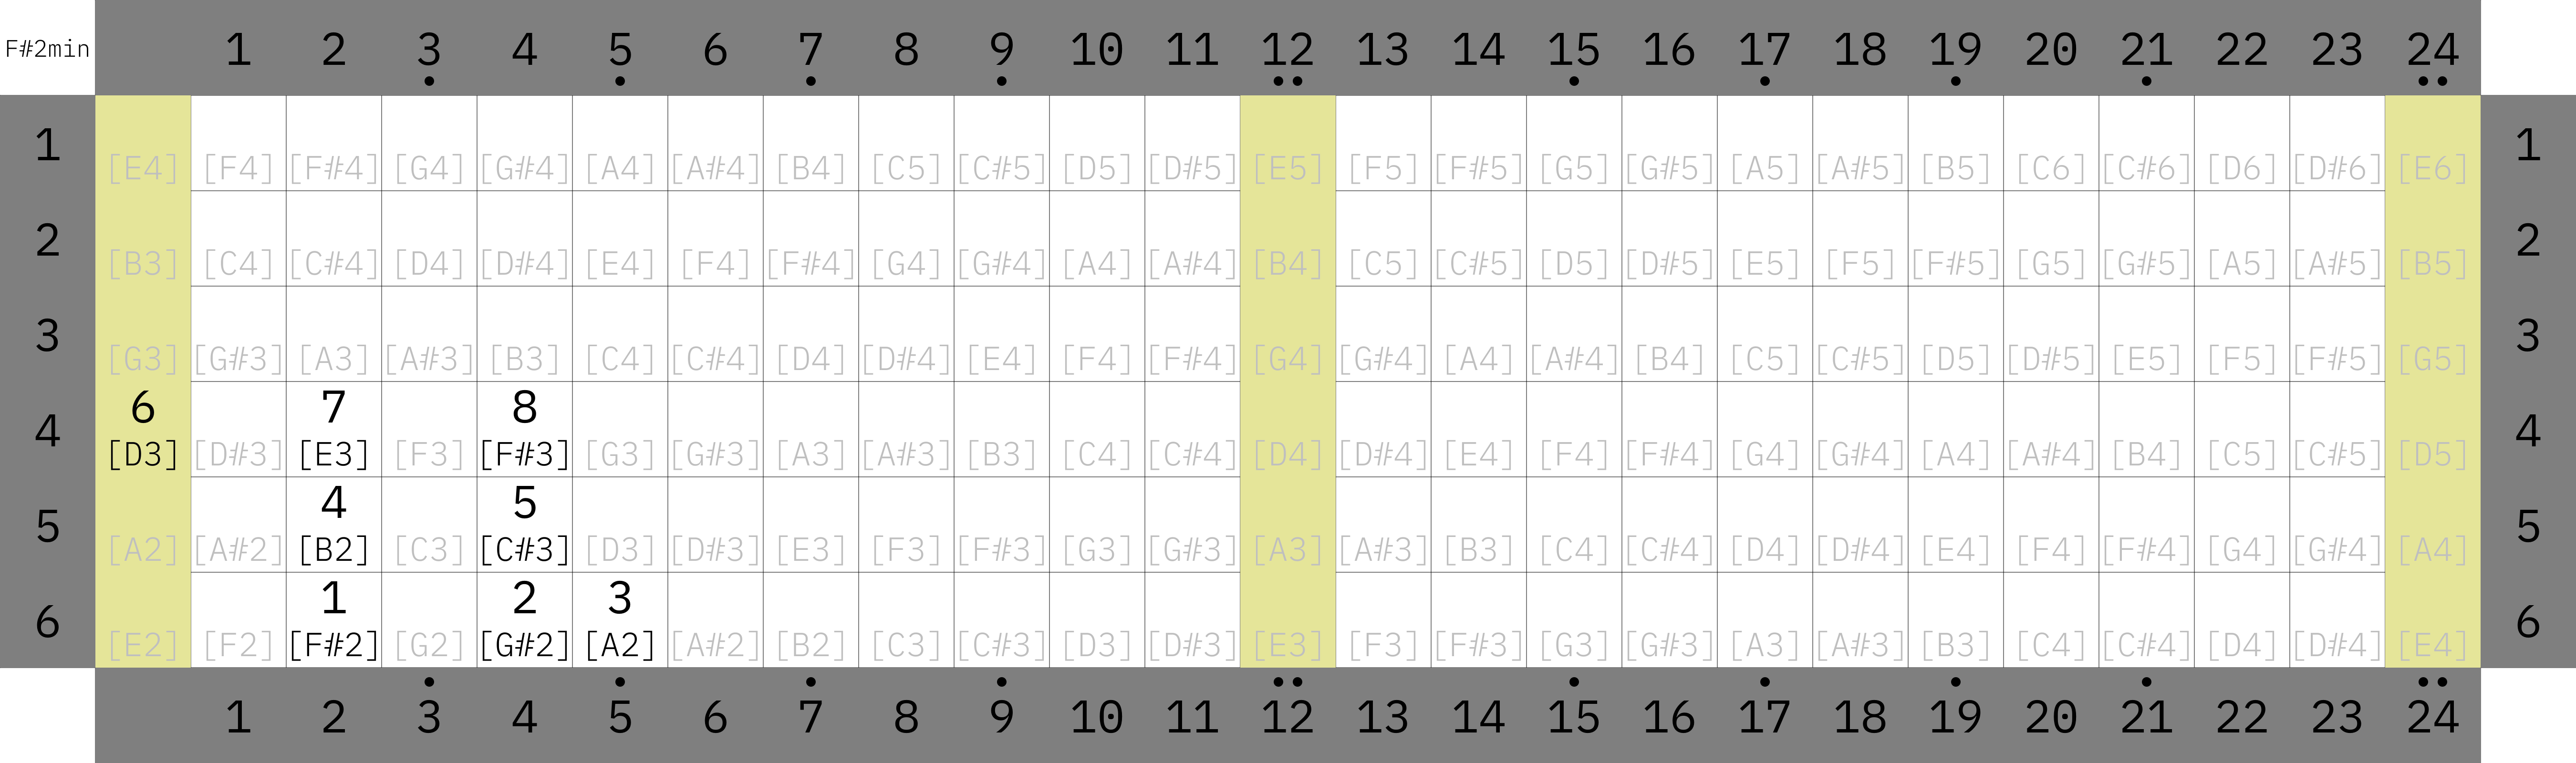 F#2min 1 2 3 4 5 6 7 8 9 10 11 12 13 14 15 16 17 18 19 20 21 22 23 24
1 [E4] [F4] [F#4] [G4] [G#4] [A4] [A#4] [B4] [C5] [C#5] [D5] [D#5] [E5] [F5] [F#5] [G5] [G#5] [A5] [A#5] [B5] [C6] [C#6] [D6] [D#6] [E6] 1
2 [B3] [C4] [C#4] [D4] [D#4] [E4] [F4] [F#4] [G4] [G#4] [A4] [A#4] [B4] [C5] [C#5] [D5] [D#5] [E5] [F5] [F#5] [G5] [G#5] [A5] [A#5] [B5] 2
3 [G3] [G#3] [A3] [A#3] [B3] [C4] [C#4] [D4] [D#4] [E4] [F4] [F#4] [G4] [G#4] [A4] [A#4] [B4] [C5] [C#5] [D5] [D#5] [E5] [F5] [F#5] [G5] 3
6 7 8
4 [D3] [D#3] [E3] [F3] [F#3] [G3] [G#3] [A3] [A#3] [B3] [C4] [C#4] [D4] [D#4] [E4] [F4] [F#4] [G4] [G#4] [A4] [A#4] [B4] [C5] [C#5] [D5] 4
4 5
5 [A2] [A#2] [B2] [C3] [C#3] [D3] [D#3] [E3] [F3] [F#3] [G3] [G#3] [A3] [A#3] [B3] [C4] [C#4] [D4] [D#4] [E4] [F4] [F#4] [G4] [G#4] [A4] 5
1 2 3
6 [E2] [F2] [F#2] [G2] [G#2] [A2] [A#2] [B2] [C3] [C#3] [D3] [D#3] [E3] [F3] [F#3] [G3] [G#3] [A3] [A#3] [B3] [C4] [C#4] [D4] [D#4] [E4] 6
1 2 3 4 5 6 7 8 9 10 11 12 13 14 15 16 17 18 19 20 21 22 23 24